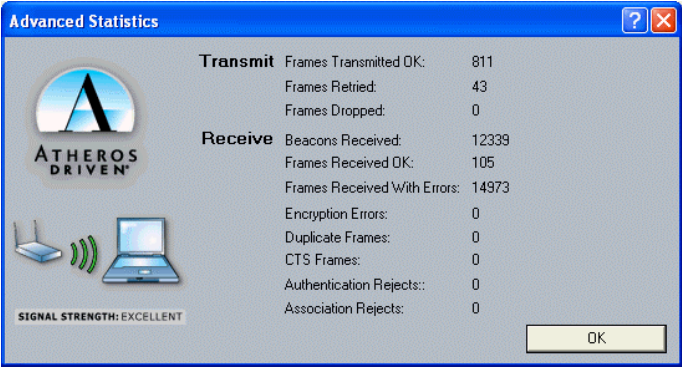 Advanced Statistics
Transmit Frames Transmitted OK: 811
Frames Retried: 43
Frames Dropped: 0
Receive Beacons Received: 12339
Frames Received OK: 105
Frames Received With Errors: 14973
Encryption Errors: 0
Duplicate Frames: 0
CTS Frames: 0
Authentication Rejects:: 0
Association Rejects: 0
ATHEROS
DRIVEN
SIGNAL STRENGTH: EXCELLENT
OK